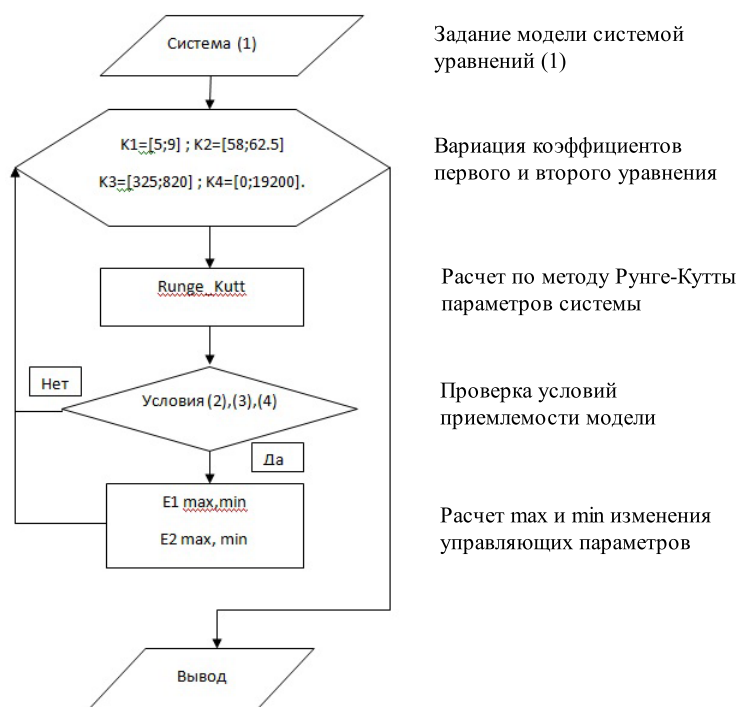 Система (1)
Задание модели системой
уравнений (1)
K1=[5;9] ; K2=[58;62.5]
K3=[325;820] ; K4=[0;19200].
Вариация коэффициентов
первого и второго уравнения
Runge_Kutt
Расчет по методу Рунге-Кутты
параметров системы
Нет
Условия (2),(3),(4)
Проверка условий
приемлемости модели
Да
E1 max,min
E2 max, min
Расчет max и min изменения
управляющих параметров
Вывод